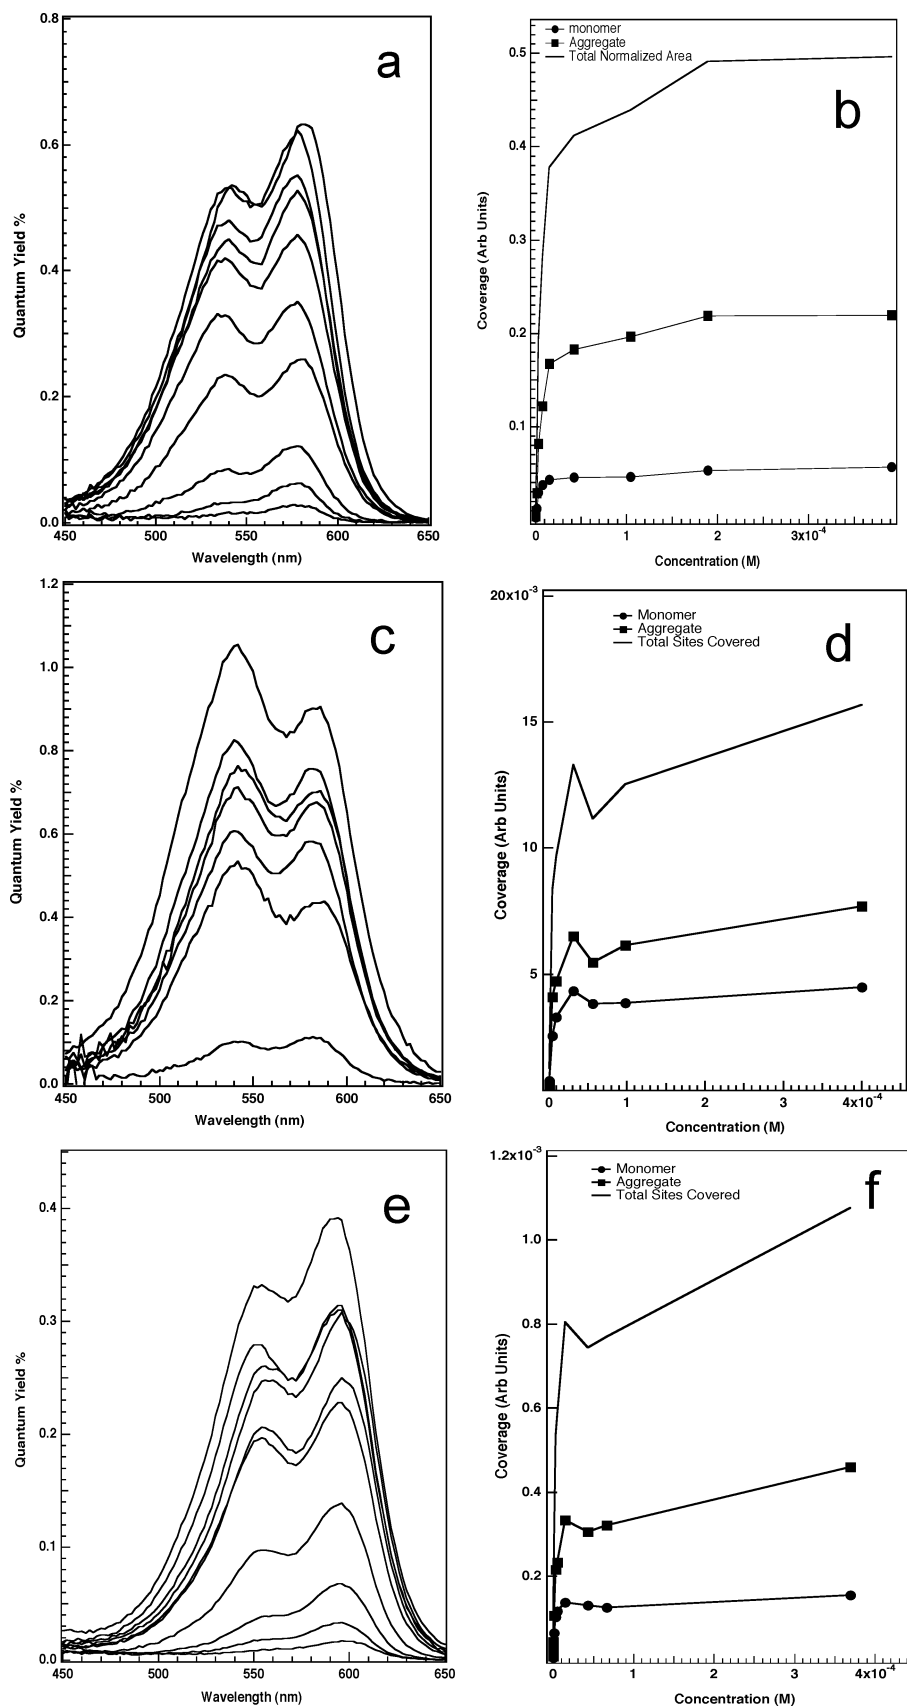 a
0.8
0.6
0.4
0.2
0.0
Quantum Yield %
450 500 550 600 650
Wavelength (nm)
b
monomer
Aggregate
Total Normalized Area
0.5
0.4
0.3
0.2
0.1
Coverage (Arb Units)
0 1 2 3x10-4
Concentration (M)
c
1.2
1.0
0.8
0.6
0.4
0.2
0.0
Quantum Yield %
450 500 550 600 650
Wavelength (nm)
d
20x10-3
Monomer
Aggregate
Total Sites Covered
15
10
5
Coverage (Arb Units)
0 1 2 3 4x10-4
Concentration (M)
e
0.4
0.3
0.2
0.1
0.0
Quantum Yield %
450 500 550 600 650
Wavelength (nm)
f
1.2x10-3
Monomer
Aggregate
Total Sites Covered
1.0
0.8
0.6
0.4
0.2
Coverage (Arb Units)
0 1 2 3 4x10-4
Concentration (M)